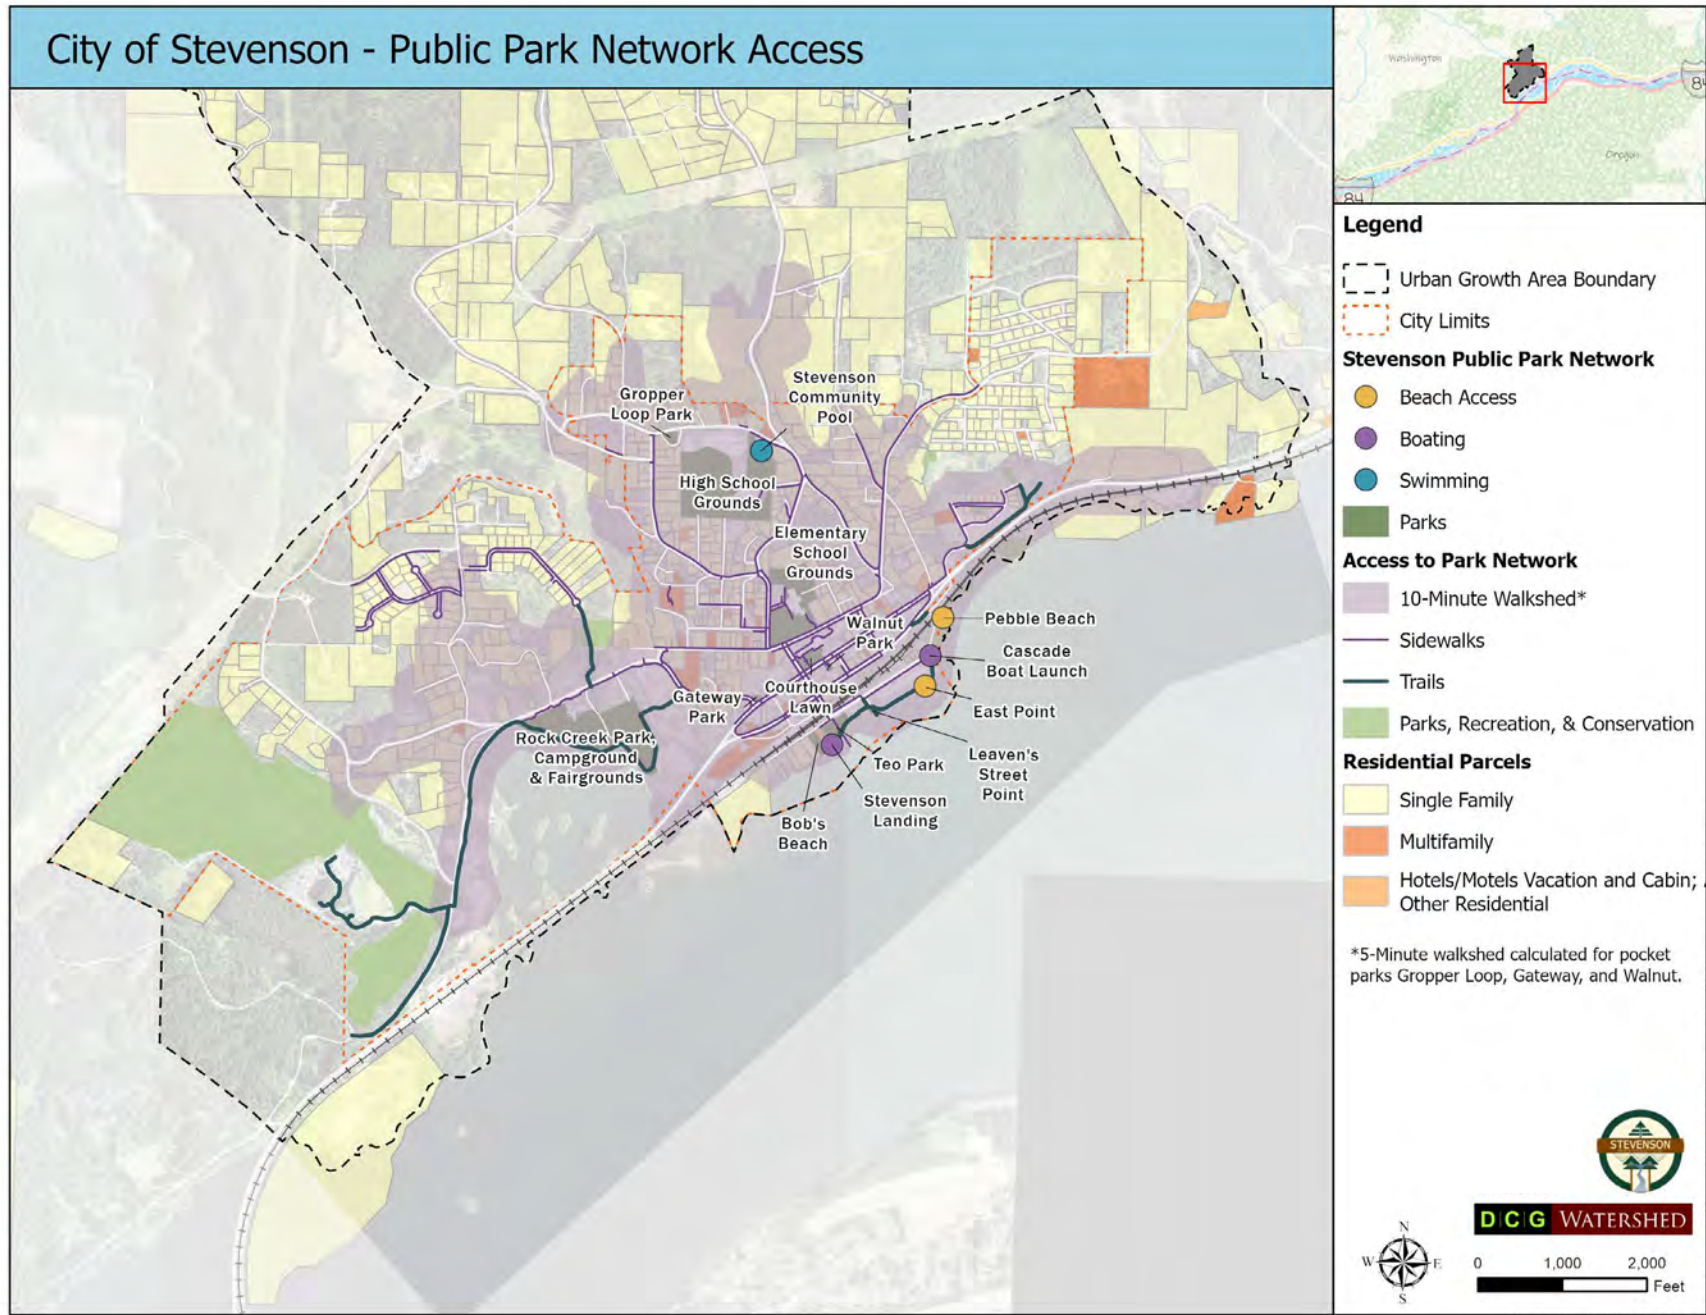 City of Stevenson - Public Park Network Access
Washington
Oregon
84
84
Legend
Urban Growth Area Boundary
City Limits
Stevenson Public Park Network
Beach Access
Boating
Swimming
Parks
Access to Park Network
10-Minute Walkshed*
Sidewalks
Trails
Parks, Recreation, & Conservation
Residential Parcels
Single Family
Multifamily
Hotels/Motels Vacation and Cabin;
Other Residential
*5-Minute walkshed calculated for pocket
parks Gropper Loop, Gateway, and Walnut.
Stevenson
Community
Pool
Gropper
Loop Park
High School
Grounds
Elementary
School
Grounds
Walnut
Park
Pebble Beach
Cascade
Boat Launch
East Point
Gateway
Park
Courthouse
Lawn
Rock Creek Park,
Campground
& Fairgrounds
Leaven's
Street
Point
Teo Park
Stevenson
Landing
Bob's
Beach
STEVENSON
DCG WATERSHED
N
W E
S
0 1,000 2,000
Feet